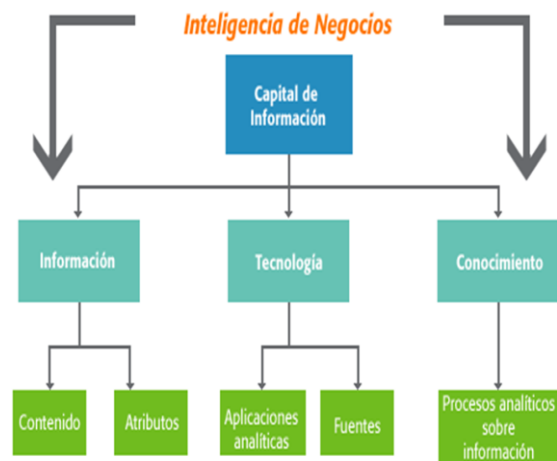 Inteligencia de Negocios
Capital de
Información
Información
Tecnología
Conocimiento
Contenido
Atributos
Aplicaciones
analíticas
Fuentes
Procesos analíticos
sobre
información